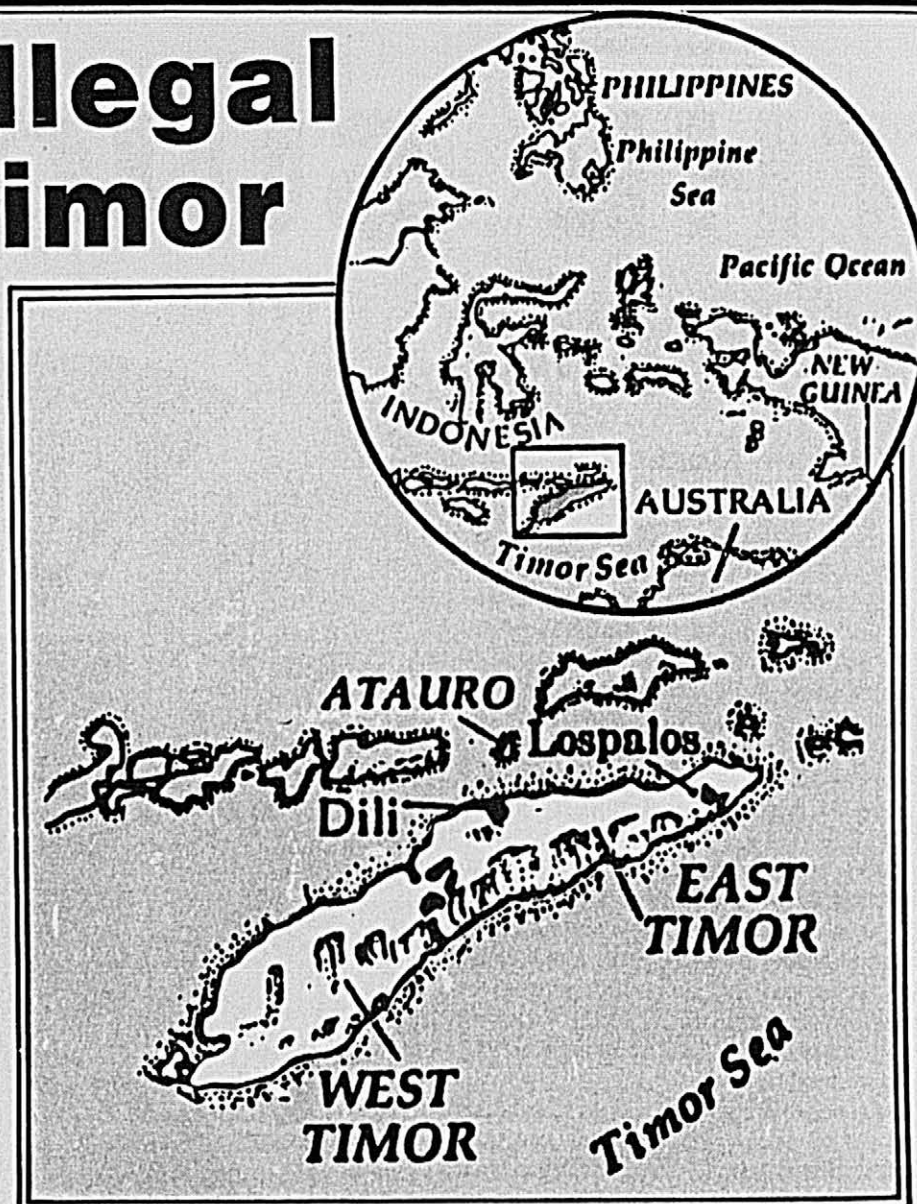 llegal
imor
PHILIPPINES
Philippine
Sea
Pacific Ocean
NEW
GUINEA
INDONESIA
AUSTRALIA
Timor Sea
ATAURO
Lospalos
Dili
EAST
TIMOR
WEST
TIMOR
Timor Sea